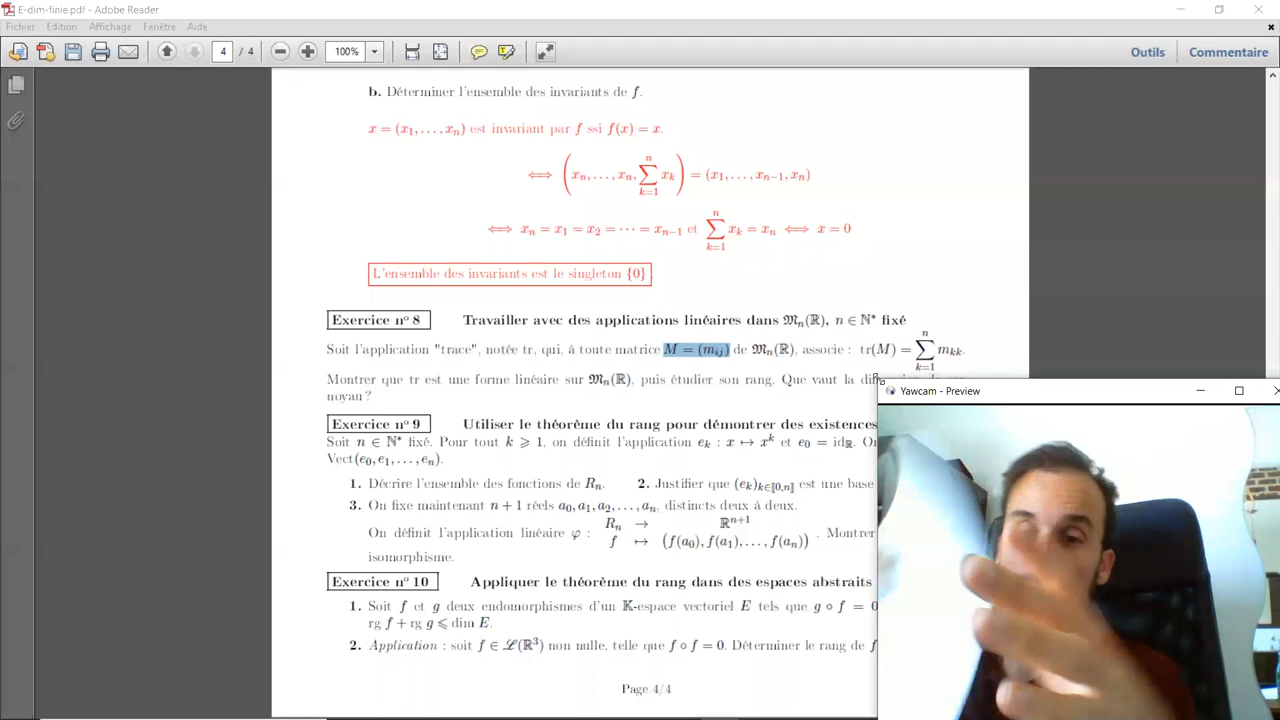 E-dim-finie.pdf - Adobe Reader
Fichier Edition Affichage Fenêtre Aide
4 / 4 100% Outils Commentaire
b. Déterminer l'ensemble des invariants de f.
x = (x₁, …, xₙ) est invariant par f ssi f(x) = x.
⟺ (xₙ, …, xₙ, ∑_{k=1}^{n} xₖ) = (x₁, …, xₙ₋₁, xₙ)
⟺ xₙ = x₁ = x₂ = ⋯ = xₙ₋₁ et ∑_{k=1}^{n} xₖ = xₙ ⟺ x = 0
L'ensemble des invariants est le singleton {0}.
Exercice nº 8 Travailler avec des applications linéaires dans 𝔐ₙ(ℝ), n ∈ ℕ* fixé
Soit l'application "trace", notée tr, qui, à toute matrice M = (mᵢⱼ) de 𝔐ₙ(ℝ), associe : tr(M) = ∑_{k=1}^{n} mₖₖ.
Montrer que tr est une forme linéaire sur 𝔐ₙ(ℝ), puis étudier son rang. Que vaut la
noyau ?
Yawcam - Preview
Exercice nº 9 Utiliser le théorème du rang pour démontrer des existences
Soit n ∈ ℕ* fixé. Pour tout k ⩾ 1, on définit l'application eₖ : x ↦ xᵏ et e₀ = id_ℝ. On
Vect(e₀, e₁, …, eₙ).
1. Décrire l'ensemble des fonctions de Rₙ. 2. Justifier que (eₖ)_{k∈⟦0,n⟧} est une base
3. On fixe maintenant n + 1 réels a₀, a₁, a₂, …, aₙ, distincts deux à deux.
On définit l'application linéaire φ : Rₙ → ℝⁿ⁺¹
f ↦ (f(a₀), f(a₁), …, f(aₙ)) . Montrer
isomorphisme.
Exercice nº 10 Appliquer le théorème du rang dans des espaces abstraits
1. Soit f et g deux endomorphismes d'un 𝕂-espace vectoriel E tels que g ∘ f = 0
rg f + rg g ⩽ dim E.
2. Application : soit f ∈ ℒ(ℝ³) non nulle, telle que f ∘ f = 0. Déterminer le rang de f
Page 4/4